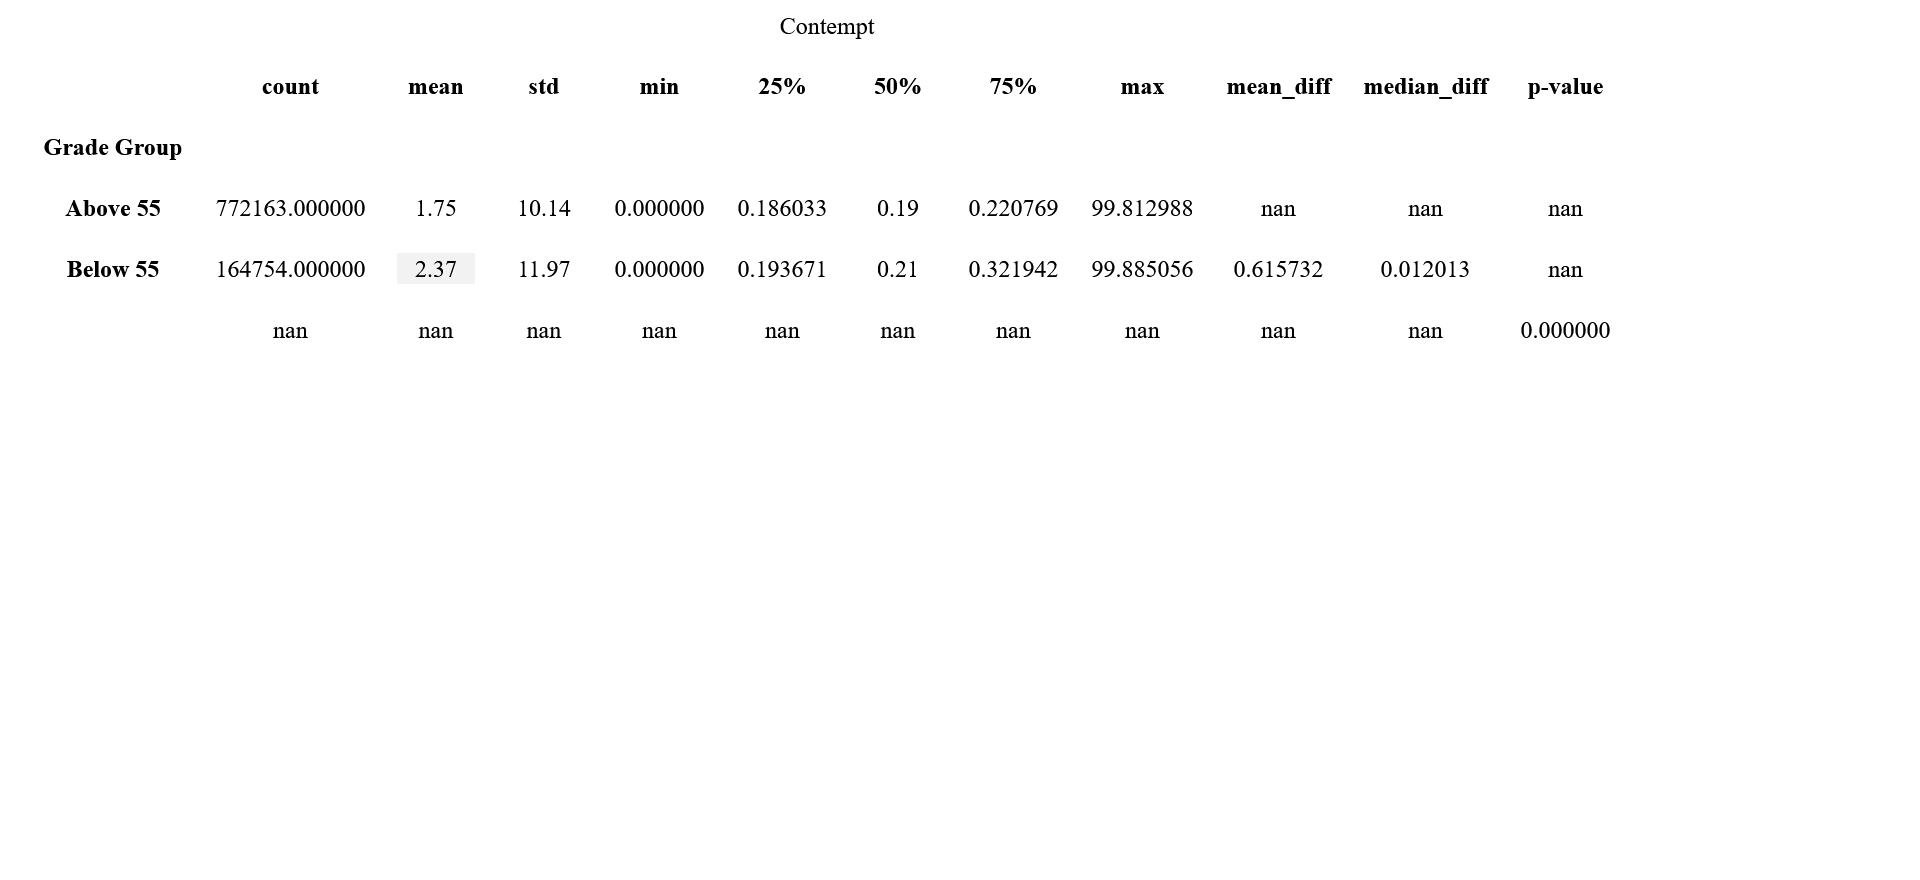 Contempt
count mean std min 25% 50% 75% max mean_diff median_diff p-value
Grade Group
Above 55 772163.000000 1.75 10.14 0.000000 0.186033 0.19 0.220769 99.812988 nan nan nan
Below 55 164754.000000 2.37 11.97 0.000000 0.193671 0.21 0.321942 99.885056 0.615732 0.012013 nan
nan nan nan nan nan nan nan nan nan nan 0.000000